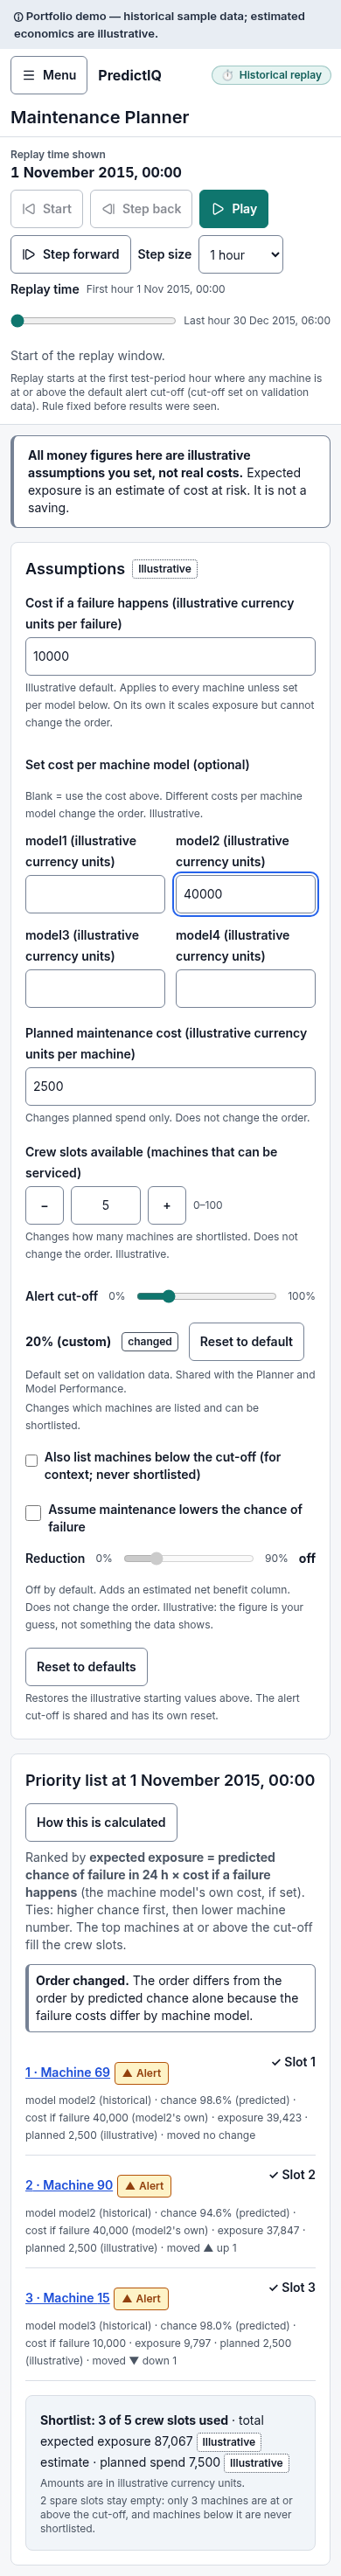 ⓘ Portfolio demo — historical sample data; estimated
economics are illustrative.
☰ Menu
PredictIQ
⏱ Historical replay
Maintenance Planner
Replay time shown
1 November 2015, 00:00
Start
Step back
Play
Step forward
Step size
1 hour
Replay time First hour 1 Nov 2015, 00:00
Last hour 30 Dec 2015, 06:00
Start of the replay window.
Replay starts at the first test-period hour where any machine is
at or above the default alert cut-off (cut-off set on validation
data). Rule fixed before results were seen.
All money figures here are illustrative
assumptions you set, not real costs. Expected
exposure is an estimate of cost at risk. It is not a
saving.
Assumptions Illustrative
Cost if a failure happens (illustrative currency
units per failure)
10000
Illustrative default. Applies to every machine unless set
per model below. On its own it scales exposure but cannot
change the order.
Set cost per machine model (optional)
Blank = use the cost above. Different costs per machine
model change the order. Illustrative.
model1 (illustrative
currency units)
model2 (illustrative
currency units)
40000
model3 (illustrative
currency units)
model4 (illustrative
currency units)
Planned maintenance cost (illustrative currency
units per machine)
2500
Changes planned spend only. Does not change the order.
Crew slots available (machines that can be
serviced)
− 5 + 0–100
Changes how many machines are shortlisted. Does not
change the order. Illustrative.
Alert cut-off 0% 100%
20% (custom) changed Reset to default
Default set on validation data. Shared with the Planner and
Model Performance.
Changes which machines are listed and can be
shortlisted.
Also list machines below the cut-off (for
context; never shortlisted)
Assume maintenance lowers the chance of
failure
Reduction 0% 90% off
Off by default. Adds an estimated net benefit column.
Does not change the order. Illustrative: the figure is your
guess, not something the data shows.
Reset to defaults
Restores the illustrative starting values above. The alert
cut-off is shared and has its own reset.
Priority list at 1 November 2015, 00:00
How this is calculated
Ranked by expected exposure = predicted
chance of failure in 24 h × cost if a failure
happens (the machine model's own cost, if set).
Ties: higher chance first, then lower machine
number. The top machines at or above the cut-off
fill the crew slots.
Order changed. The order differs from the
order by predicted chance alone because the
failure costs differ by machine model.
1 · Machine 69 ▲ Alert
✓ Slot 1
model model2 (historical) · chance 98.6% (predicted) ·
cost if failure 40,000 (model2's own) · exposure 39,423 ·
planned 2,500 (illustrative) · moved no change
2 · Machine 90 ▲ Alert
✓ Slot 2
model model2 (historical) · chance 94.6% (predicted) ·
cost if failure 40,000 (model2's own) · exposure 37,847 ·
planned 2,500 (illustrative) · moved ▲ up 1
3 · Machine 15 ▲ Alert
✓ Slot 3
model model3 (historical) · chance 98.0% (predicted) ·
cost if failure 10,000 · exposure 9,797 · planned 2,500
(illustrative) · moved ▼ down 1
Shortlist: 3 of 5 crew slots used · total
expected exposure 87,067 Illustrative
estimate · planned spend 7,500 Illustrative
Amounts are in illustrative currency units.
2 spare slots stay empty: only 3 machines are at or
above the cut-off, and machines below it are never
shortlisted.